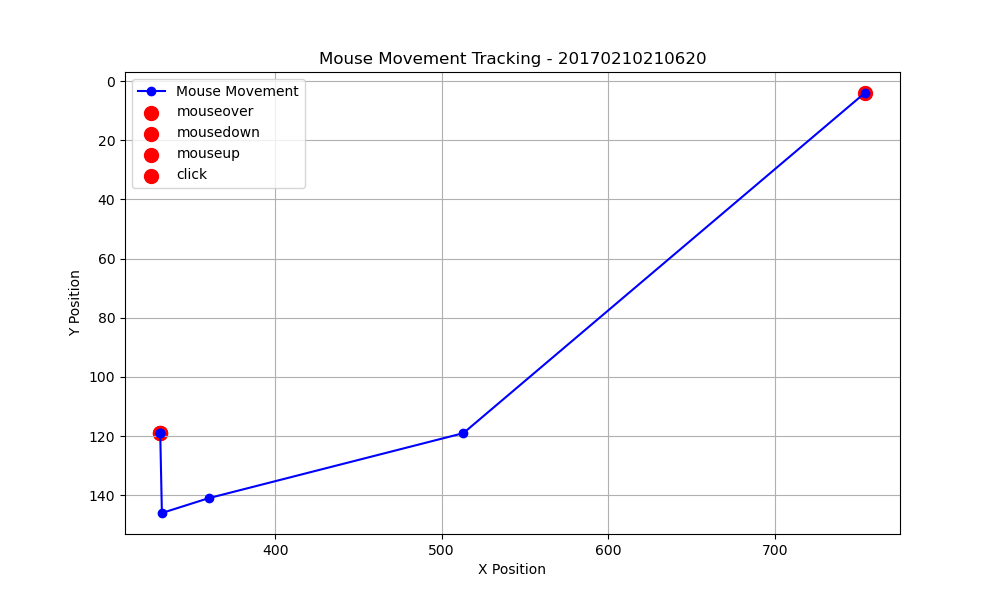 Mouse Movement Tracking - 20170210210620
Mouse Movement
mouseover
mousedown
mouseup
click
0
20
40
60
80
100
120
140
Y Position
400
500
600
700
X Position